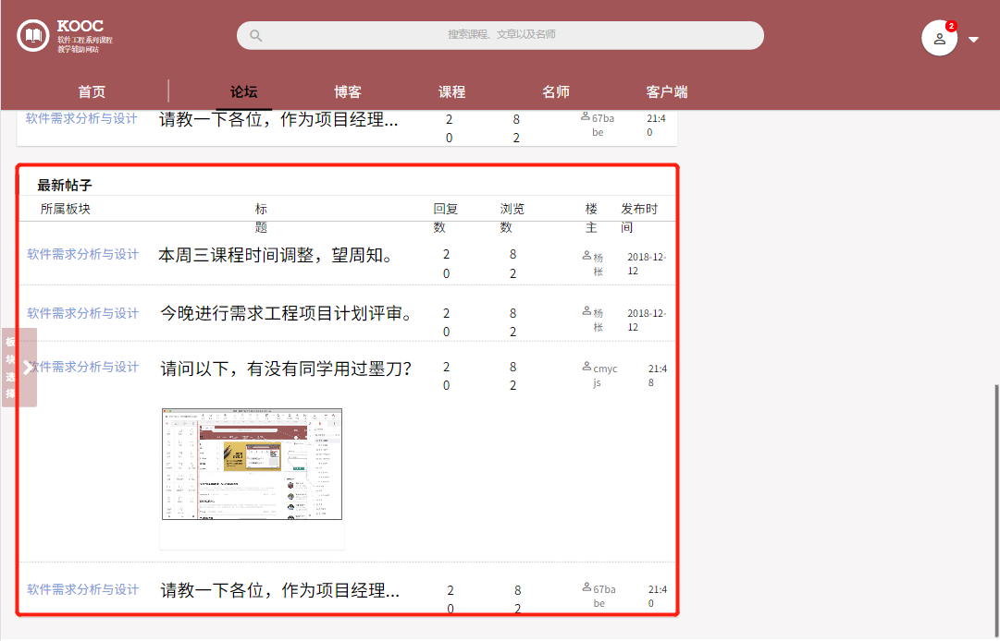 KOOC
软件工程系列课程
教学辅助网站
搜索课程、文章以及名师
2
首页
论坛
博客
课程
名师
客户端
软件需求分析与设计 请教一下各位，作为项目经理... 20 82 67babe 21:40
最新帖子
所属板块 标题 回复数 浏览数 楼主 发布时间
软件需求分析与设计 本周三课程时间调整，望周知。 20 82 杨枨 2018-12-12
软件需求分析与设计 今晚进行需求工程项目计划评审。 20 82 杨枨 2018-12-12
板块选择
软件需求分析与设计 请问以下，有没有同学用过墨刀？ 20 82 cmycjs 21:48
软件需求分析与设计 请教一下各位，作为项目经理... 20 82 67babe 21:40